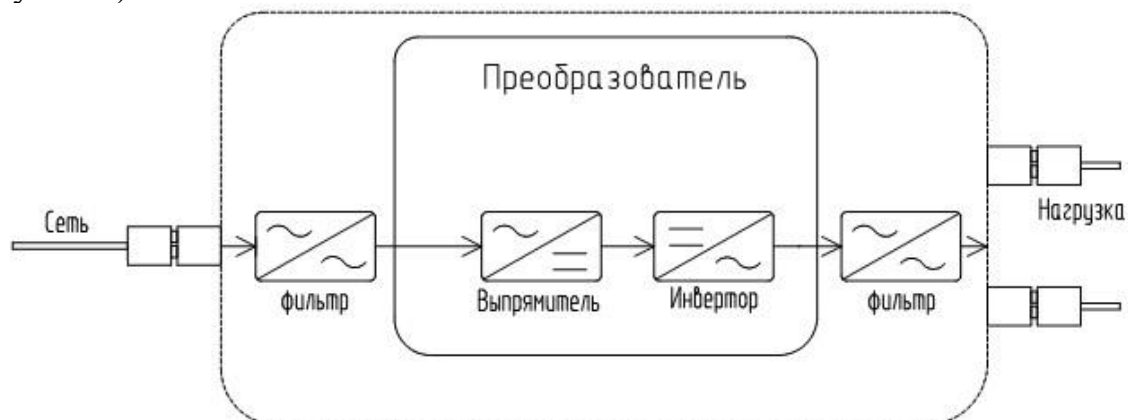 Преобразователь
Сеть
Нагрузка
фильтр
Выпрямитель
Инвертор
фильтр